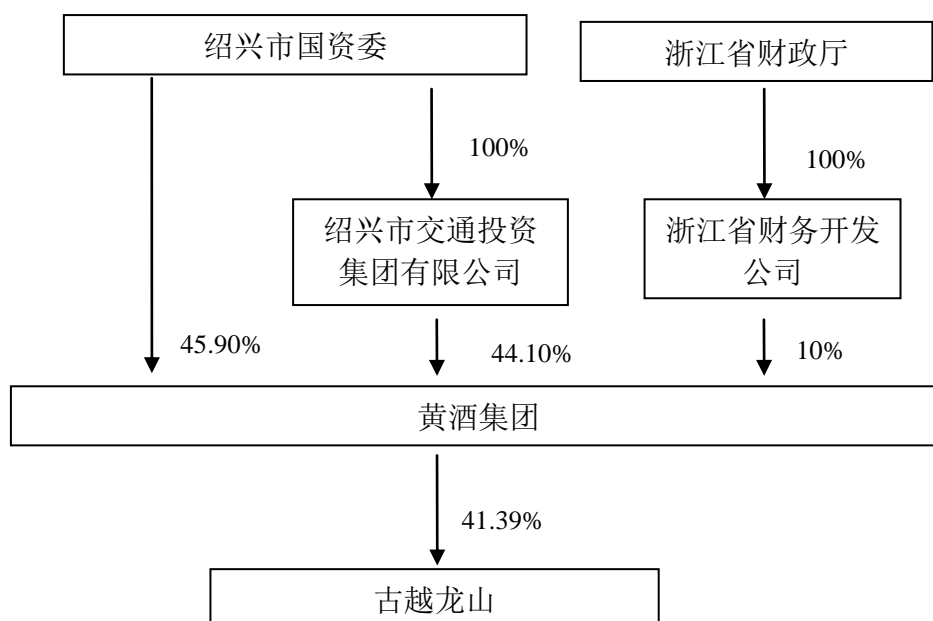 绍兴市国资委
浙江省财政厅
100%
100%
绍兴市交通投资
集团有限公司
浙江省财务开发
公司
45.90%
44.10%
10%
黄酒集团
41.39%
古越龙山